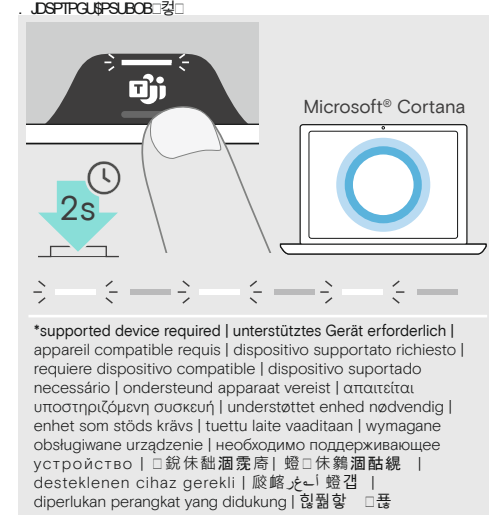 Microsoft® Cortana
2s
*supported device required | unterstütztes Gerät erforderlich |
appareil compatible requis | dispositivo supportato richiesto |
requiere dispositivo compatible | dispositivo suportado
necessário | ondersteund apparaat vereist | απαιτείται
υποστηριζόμενη συσκευή | understøttet enhed nødvendig |
enhet som stöds krävs | tuettu laite vaaditaan | wymagane
obsługiwane urządzenie | необходимо поддерживающее
устройство |
desteklenen cihaz gerekli |
diperlukan perangkat yang didukung |